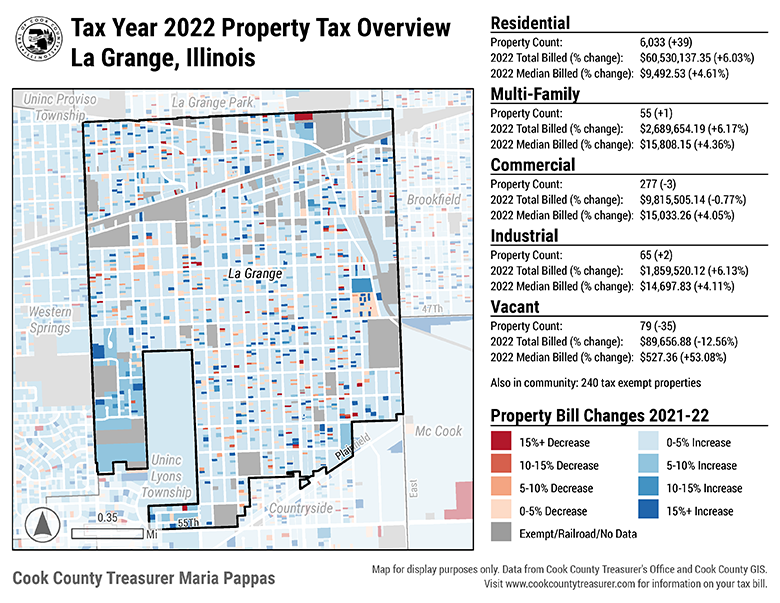 Tax Year 2022 Property Tax Overview
La Grange, Illinois
Uninc Proviso
Township
La Grange Park
Brookfield
La Grange
47Th
Western
Springs
Mc Cook
Plainfield
Uninc
Lyons
Township
East
Countryside
55Th
0.35
Mi
Residential
Property Count: 6,033 (+39)
2022 Total Billed (% change): $60,530,137.35 (+6.03%)
2022 Median Billed (% change): $9,492.53 (+4.61%)
Multi-Family
Property Count: 55 (+1)
2022 Total Billed (% change): $2,689,654.19 (+6.17%)
2022 Median Billed (% change): $15,808.15 (+4.36%)
Commercial
Property Count: 277 (-3)
2022 Total Billed (% change): $9,815,505.14 (-0.77%)
2022 Median Billed (% change): $15,033.26 (+4.05%)
Industrial
Property Count: 65 (+2)
2022 Total Billed (% change): $1,859,520.12 (+6.13%)
2022 Median Billed (% change): $14,697.83 (+4.11%)
Vacant
Property Count: 79 (-35)
2022 Total Billed (% change): $89,656.88 (-12.56%)
2022 Median Billed (% change): $527.36 (+53.08%)
Also in community: 240 tax exempt properties
Property Bill Changes 2021-22
15%+ Decrease 0-5% Increase
10-15% Decrease 5-10% Increase
5-10% Decrease 10-15% Increase
0-5% Decrease 15%+ Increase
Exempt/Railroad/No Data
Cook County Treasurer Maria Pappas
Map for display purposes only. Data from Cook County Treasurer's Office and Cook County GIS.
Visit www.cookcountytreasurer.com for information on your tax bill.